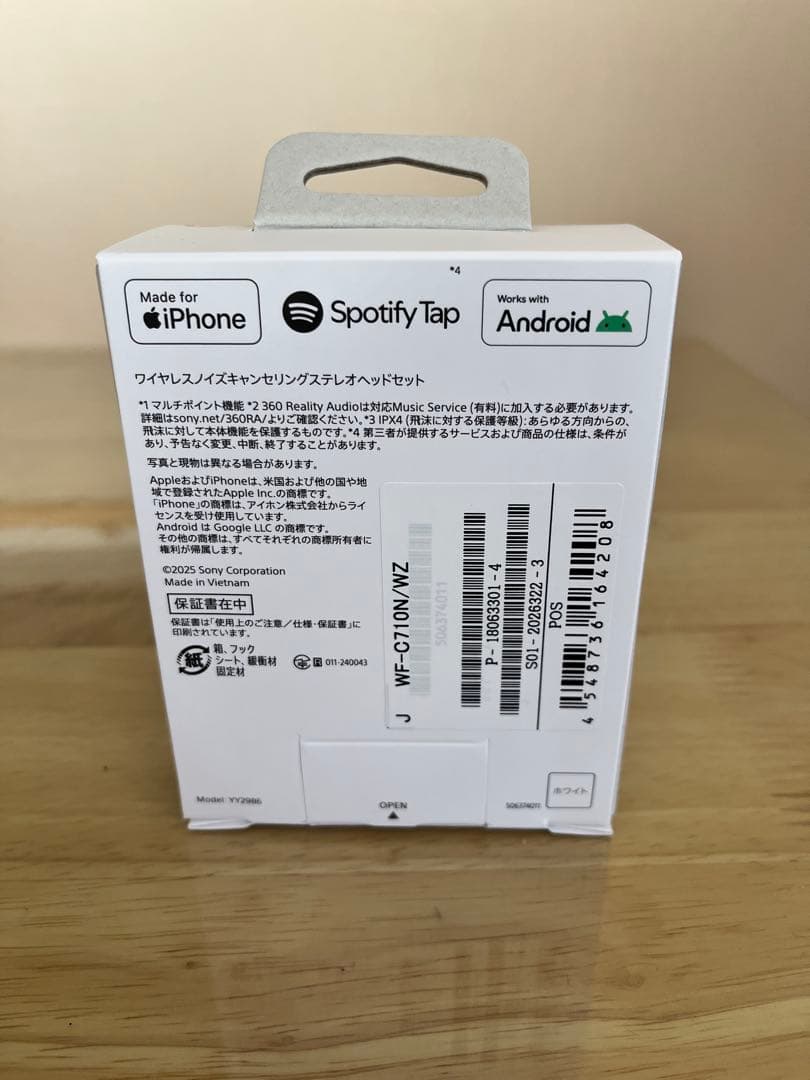 *4
Made for
iPhone
Spotify Tap
Works with
Android
ワイヤレスノイズキャンセリングステレオヘッドセット
*1 マルチポイント機能 *2 360 Reality Audioは対応Music Service (有料)に加入する必要があります。
詳細はsony.net/360RA/よりご確認ください。*3 IPX4 (飛沫に対する保護等級): あらゆる方向からの、
飛沫に対して本体機能を保護するものです。*4 第三者が提供するサービスおよび商品の仕様は、条件が
あり、予告なく変更、中断、終了することがあります。
写真と現物は異なる場合があります。
AppleおよびiPhoneは、米国および他の国や地
域で登録されたApple Inc.の商標です。
「iPhone」の商標は、アイホン株式会社からライ
センスを受け使用しています。
Android は Google LLC の商標です。
その他の商標は、すべてそれぞれの商標所有者に
権利が帰属します。
©2025 Sony Corporation
Made in Vietnam
保証書在中
保証書は「使用上のご注意/仕様・保証書」に
印刷されています。
紙
箱、フック
シート、緩衝材
固定材
R 011-240043
J WF-C710N/WZ
506374011
P- 18063301-4
S01-2026322-3
POS
4 548736 164208
Model: YY2986
OPEN
506374011
ホワイト